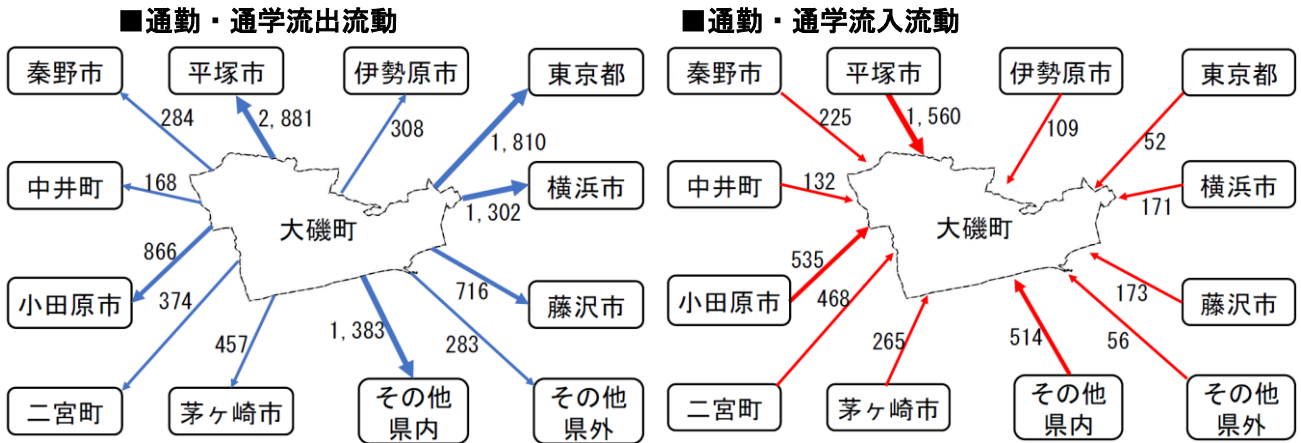 ■通勤・通学流出流動
秦野市
平塚市
伊勢原市
東京都
284
2,881
308
1,810
中井町
168
横浜市
1,302
大磯町
866
小田原市
374
716
藤沢市
457
1,383
283
二宮町
茅ヶ崎市
その他
県内
その他
県外
■通勤・通学流入流動
秦野市
平塚市
伊勢原市
東京都
225
1,560
109
52
中井町
132
横浜市
171
大磯町
535
小田原市
468
173
藤沢市
265
514
56
二宮町
茅ヶ崎市
その他
県内
その他
県外